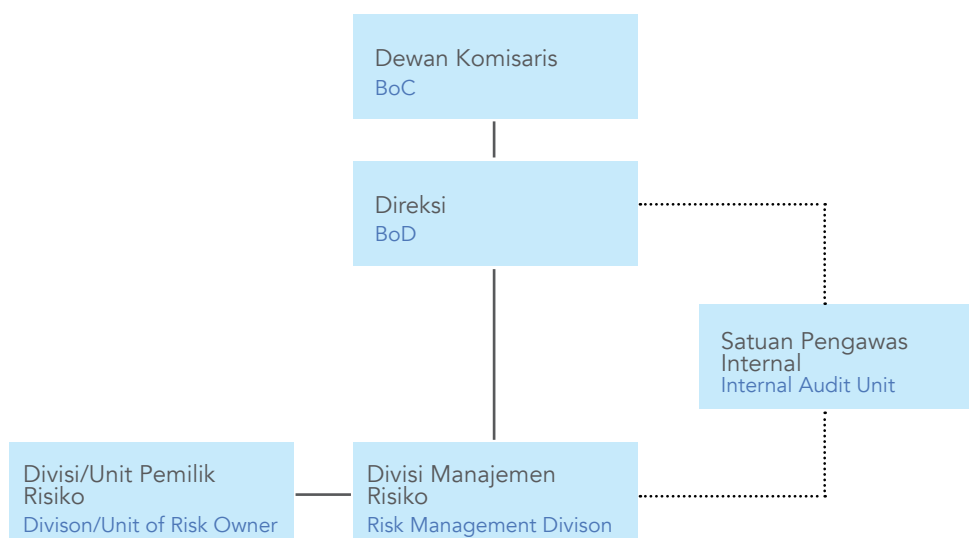 Dewan Komisaris
BoC
Direksi
BoD
Satuan Pengawas
Internal
Internal Audit Unit
Divisi/Unit Pemilik
Risiko
Divison/Unit of Risk Owner
Divisi Manajemen
Risiko
Risk Management Divison